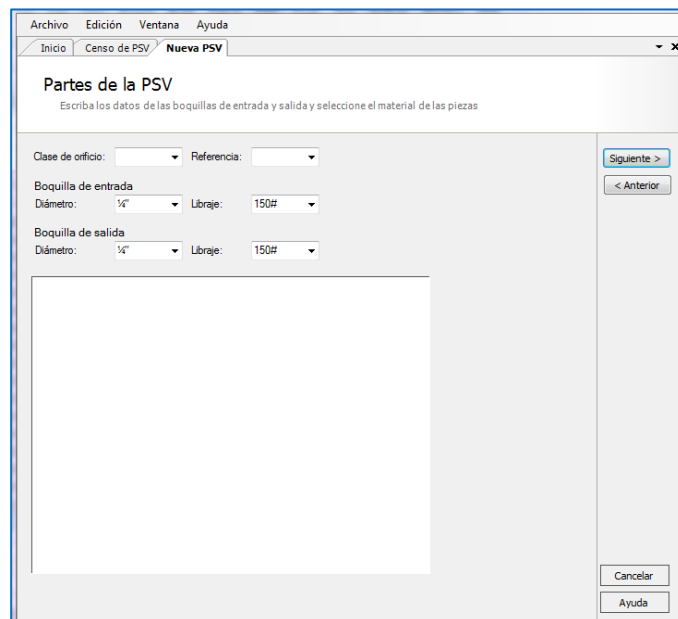 Archivo Edición Ventana Ayuda
Inicio Censo de PSV Nueva PSV
Partes de la PSV
Escriba los datos de las boquillas de entrada y salida y seleccione el material de las piezas
Clase de orificio: Referencia:
Siguiente >
< Anterior
Boquilla de entrada
Diámetro: ¼" Libraje: 150#
Boquilla de salida
Diámetro: ¼" Libraje: 150#
Cancelar
Ayuda